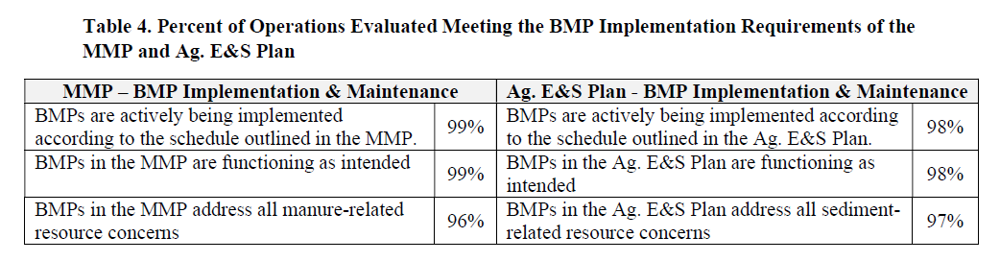 Table 4. Percent of Operations Evaluated Meeting the BMP Implementation Requirements of the
MMP and Ag. E&S Plan
MMP – BMP Implementation & Maintenance
Ag. E&S Plan - BMP Implementation & Maintenance
BMPs are actively being implemented
according to the schedule outlined in the MMP.
99%
BMPs are actively being implemented according
to the schedule outlined in the Ag. E&S Plan.
98%
BMPs in the MMP are functioning as intended
99%
BMPs in the Ag. E&S Plan are functioning as
intended
98%
BMPs in the MMP address all manure-related
resource concerns
96%
BMPs in the Ag. E&S Plan address all sediment-
related resource concerns
97%